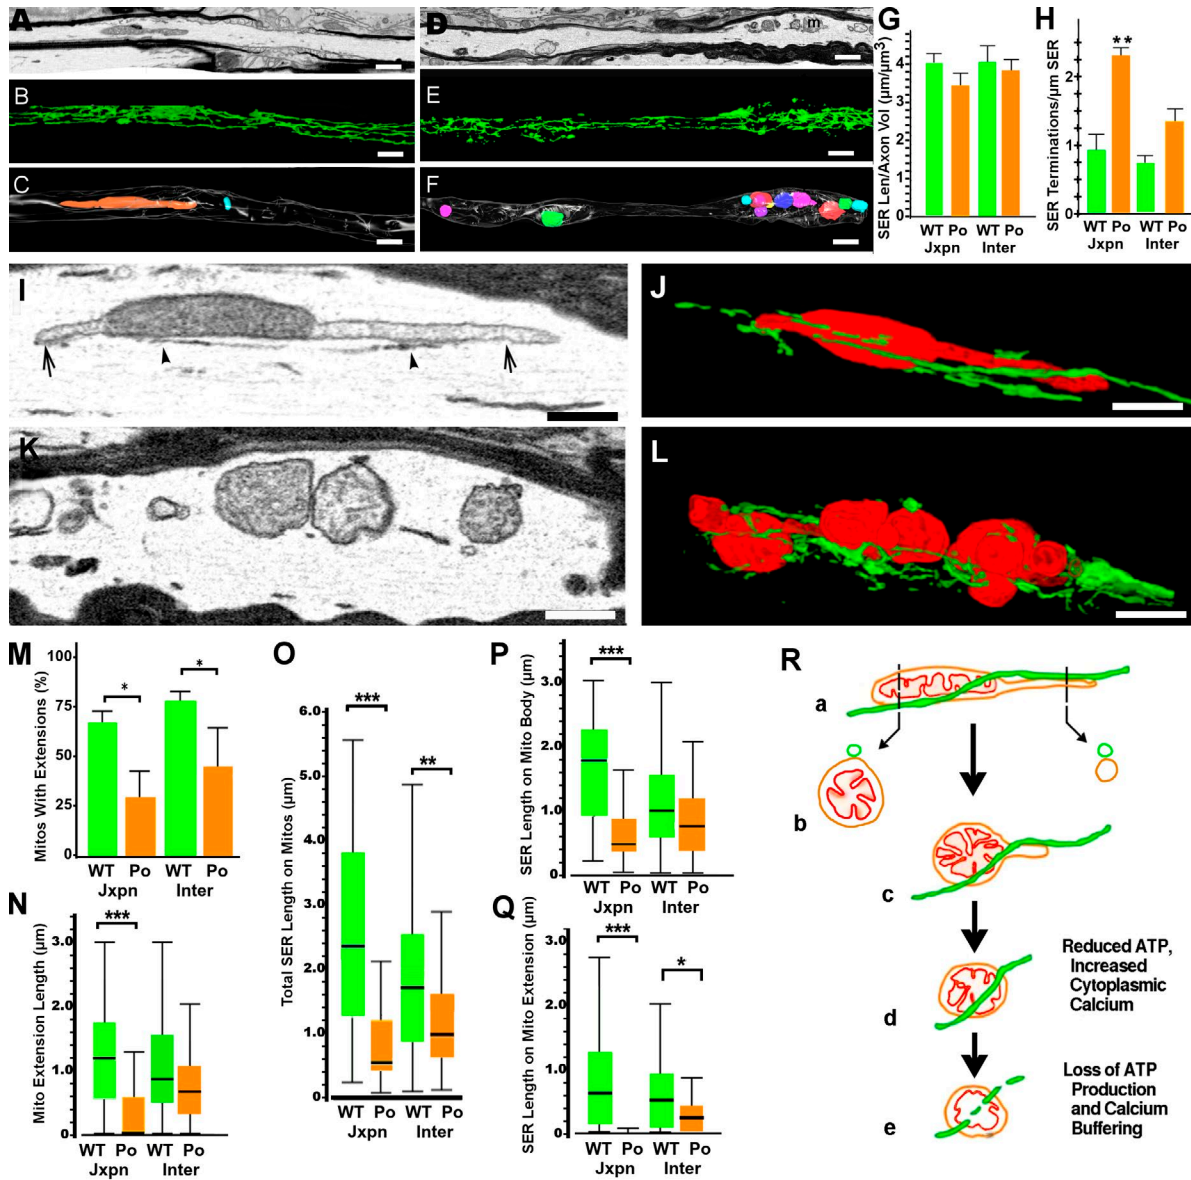 A
B
C
D
m
E
F
G
SER Len/Axon Vol (µm/µm³)
4
3
2
1
0
WT Po WT Po
Jxpn Inter
H
SER Terminations/µm SER
**
2
1
1
0
WT Po WT Po
Jxpn Inter
I
J
K
L
M
Mitos With Extensions (%)
100
75
50
25
0
* *
WT Po WT Po
Jxpn Inter
N
Mito Extension Length (µm)
3.0
2.0
1.0
0
***
WT Po WT Po
Jxpn Inter
O
Total SER Length on Mitos (µm)
6.0
5.0
4.0
3.0
2.0
1.0
0
***
**
WT Po WT Po
Jxpn Inter
P
SER Length on Mito Body (µm)
3.0
2.0
1.0
0
***
WT Po WT Po
Jxpn Inter
Q
SER Length on Mito Extension (µm)
3.0
2.0
1.0
0
***
*
WT Po WT Po
Jxpn Inter
R
a
b
c
d
Reduced ATP,
Increased
Cytoplasmic
Calcium
e
Loss of ATP
Production
and Calcium
Buffering